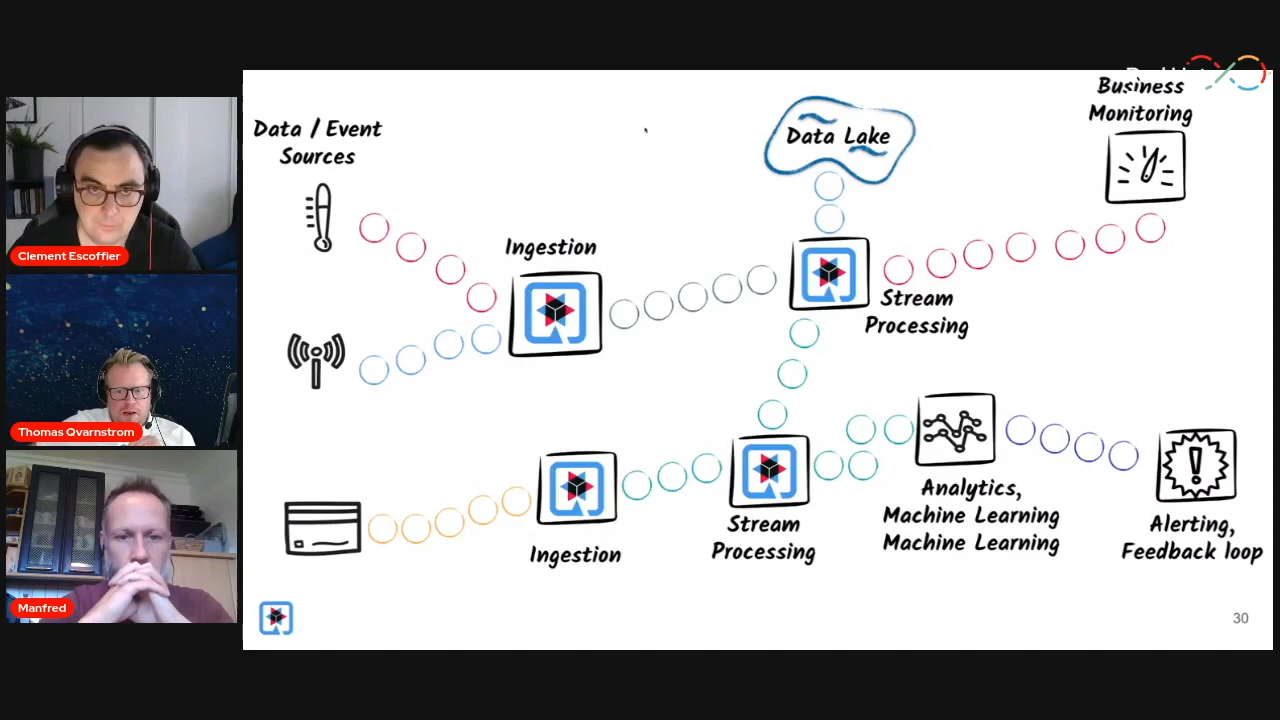 Clement Escoffier
Thomas Qvarnstrom
Manfred
Data / Event
Sources
Ingestion
Data Lake
Business
Monitoring
Stream
Processing
Ingestion
Stream
Processing
Analytics,
Machine Learning
Machine Learning
Alerting,
Feedback loop
30